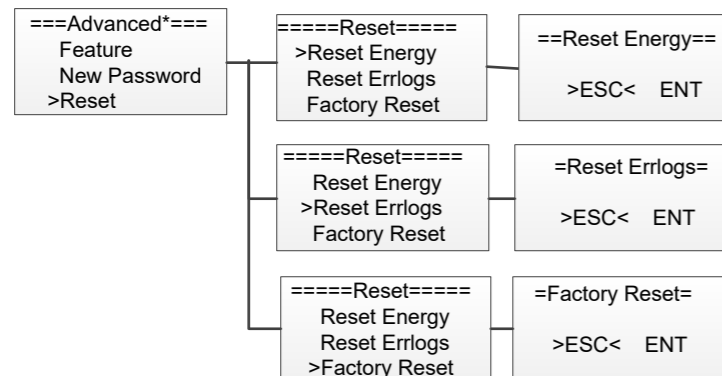 ===Advanced*===
Feature
New Password
>Reset
=====Reset=====
>Reset Energy
Reset Errlogs
Factory Reset
==Reset Energy==
>ESC< ENT
=====Reset=====
Reset Energy
>Reset Errlogs
Factory Reset
=Reset Errlogs=
>ESC< ENT
=====Reset=====
Reset Energy
Reset Errlogs
>Factory Reset
=Factory Reset=
>ESC< ENT